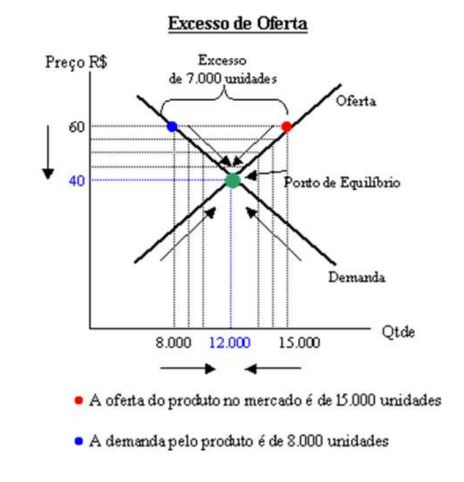 Excesso de Oferta
Preço R$
Excesso
de 7.000 unidades
Oferta
60
40
Ponto de Equilíbrio
Demanda
Qtde
8.000 12.000 15.000
A oferta do produto no mercado é de 15.000 unidades
A demanda pelo produto é de 8.000 unidades